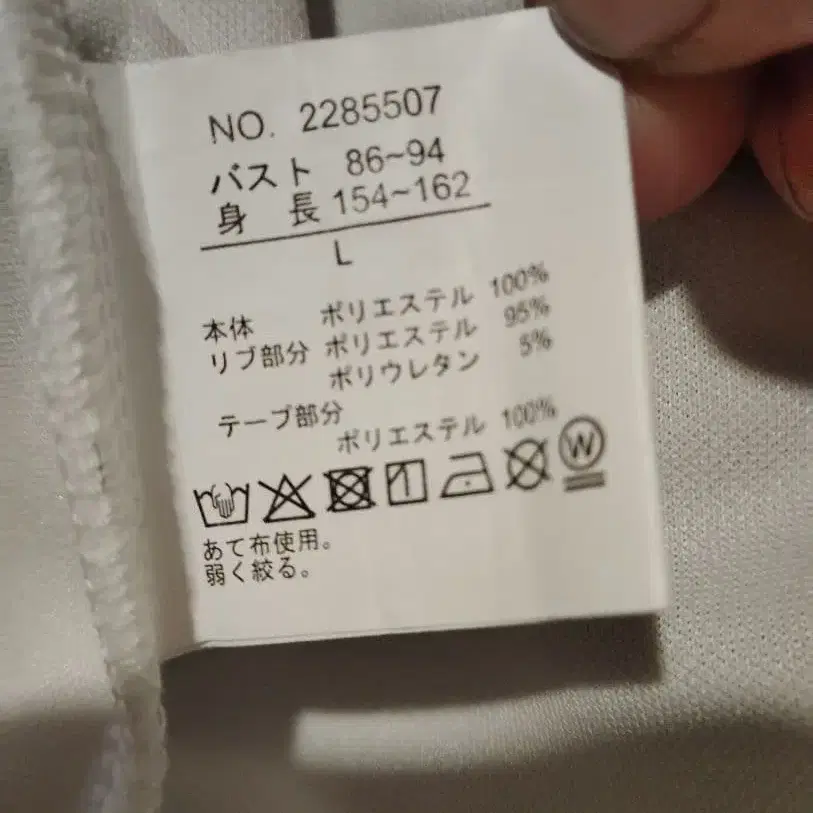 NO. 2285507
バスト 86~94
身 長 154~162
L
本体 ポリエステル 100%
リブ部分 ポリエステル 95%
ポリウレタン 5%
テープ部分
ポリエステル 100%
W
あて布使用。
弱く絞る。